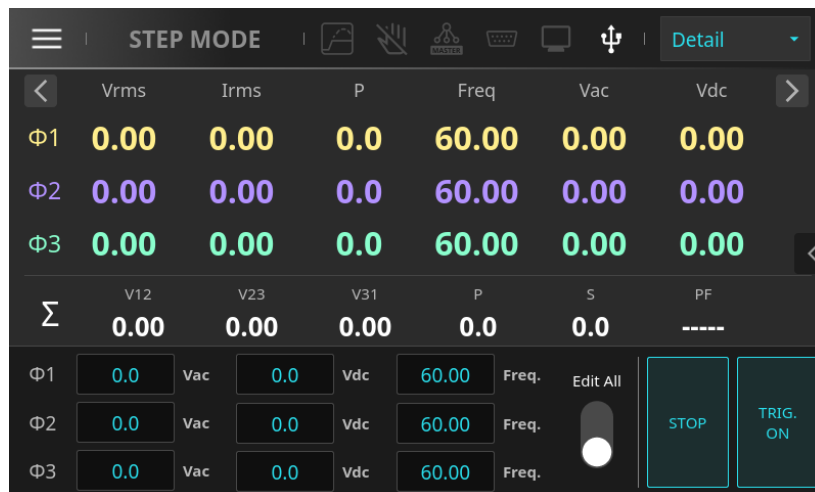 STEP MODE MASTER Detail
Vrms Irms P Freq Vac Vdc
Φ1 0.00 0.00 0.0 60.00 0.00 0.00
Φ2 0.00 0.00 0.0 60.00 0.00 0.00
Φ3 0.00 0.00 0.0 60.00 0.00 0.00
V12 V23 V31 P S PF
Σ 0.00 0.00 0.00 0.0 0.0 -----
Φ1 0.0 Vac 0.0 Vdc 60.00 Freq. Edit All
Φ2 0.0 Vac 0.0 Vdc 60.00 Freq. STOP TRIG.
ON
Φ3 0.0 Vac 0.0 Vdc 60.00 Freq.